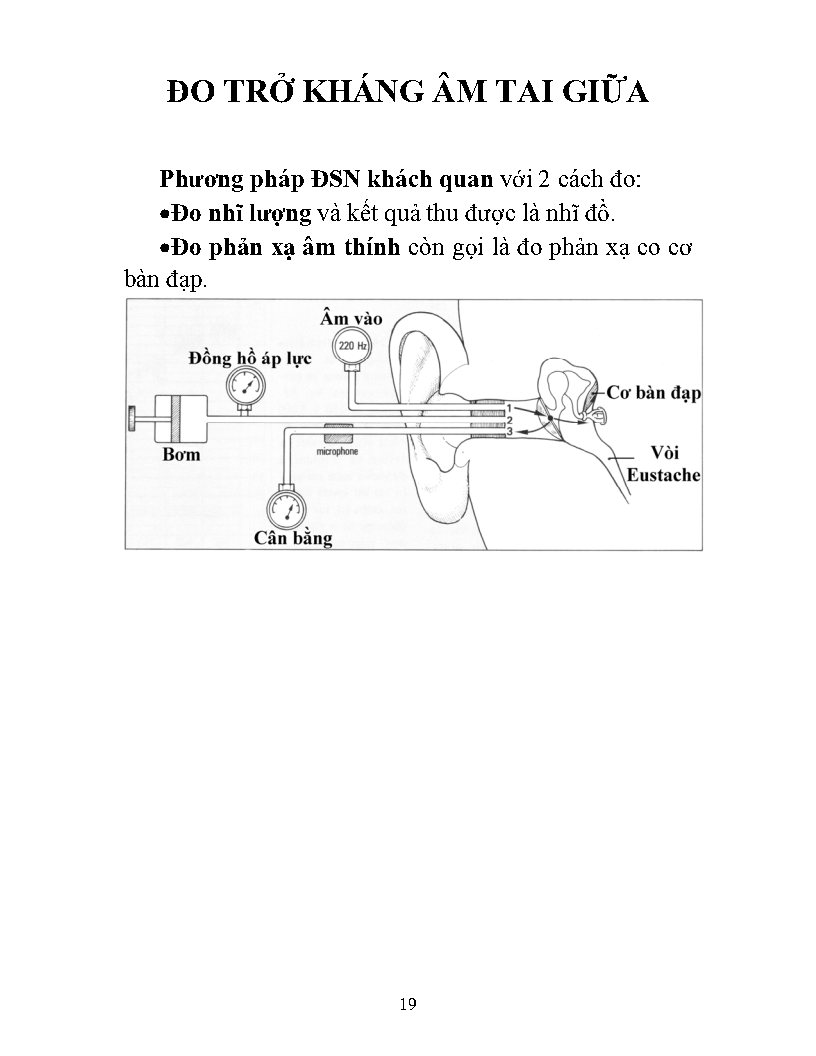 ĐO TRỞ KHÁNG ÂM TAI GIỮA
Phương pháp ĐSN khách quan với 2 cách đo:
•Đo nhĩ lượng và kết quả thu được là nhĩ đồ.
•Đo phản xạ âm thính còn gọi là đo phản xạ co cơ
bàn đạp.
Âm vào
220 Hz
Đồng hồ áp lực
Cơ bàn đạp
1
2
3
Bơm
microphone
Vòi
Eustache
Cân bằng
19